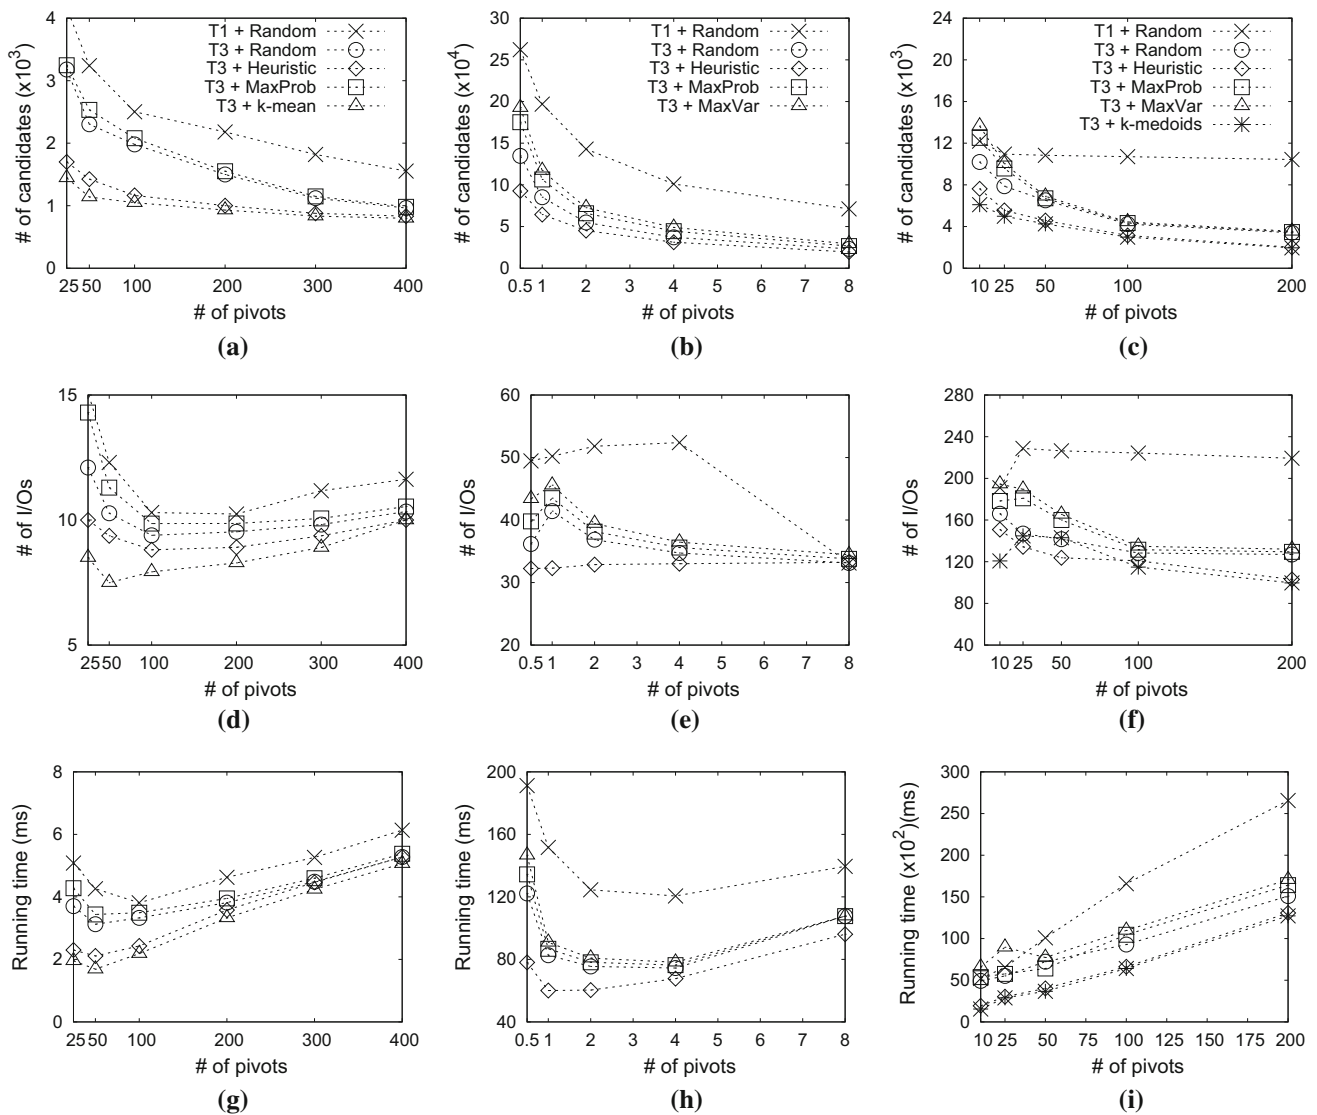 # of candidates (x10³)
4
3
2
1
0
T1 + Random
T3 + Random
T3 + Heuristic
T3 + MaxProb
T3 + k-mean
25 50 100 200 300 400
# of pivots
(a)
# of candidates (x10⁴)
30
25
20
15
10
5
0
T1 + Random
T3 + Random
T3 + Heuristic
T3 + MaxProb
T3 + MaxVar
0.5 1 2 3 4 5 6 7 8
# of pivots
(b)
# of candidates (x10³)
24
20
16
12
8
4
0
T1 + Random
T3 + Random
T3 + Heuristic
T3 + MaxProb
T3 + MaxVar
T3 + k-medoids
10 25 50 100 200
# of pivots
(c)
# of I/Os
15
10
5
25 50 100 200 300 400
# of pivots
(d)
# of I/Os
60
50
40
30
20
0.5 1 2 3 4 5 6 7 8
# of pivots
(e)
# of I/Os
280
240
200
160
120
80
40
10 25 50 100 200
# of pivots
(f)
Running time (ms)
8
6
4
2
0
25 50 100 200 300 400
# of pivots
(g)
Running time (ms)
200
160
120
80
40
0.5 1 2 3 4 5 6 7 8
# of pivots
(h)
Running time (x10²)(ms)
300
250
200
150
100
50
0
10 25 50 75 100 125 150 175 200
# of pivots
(i)